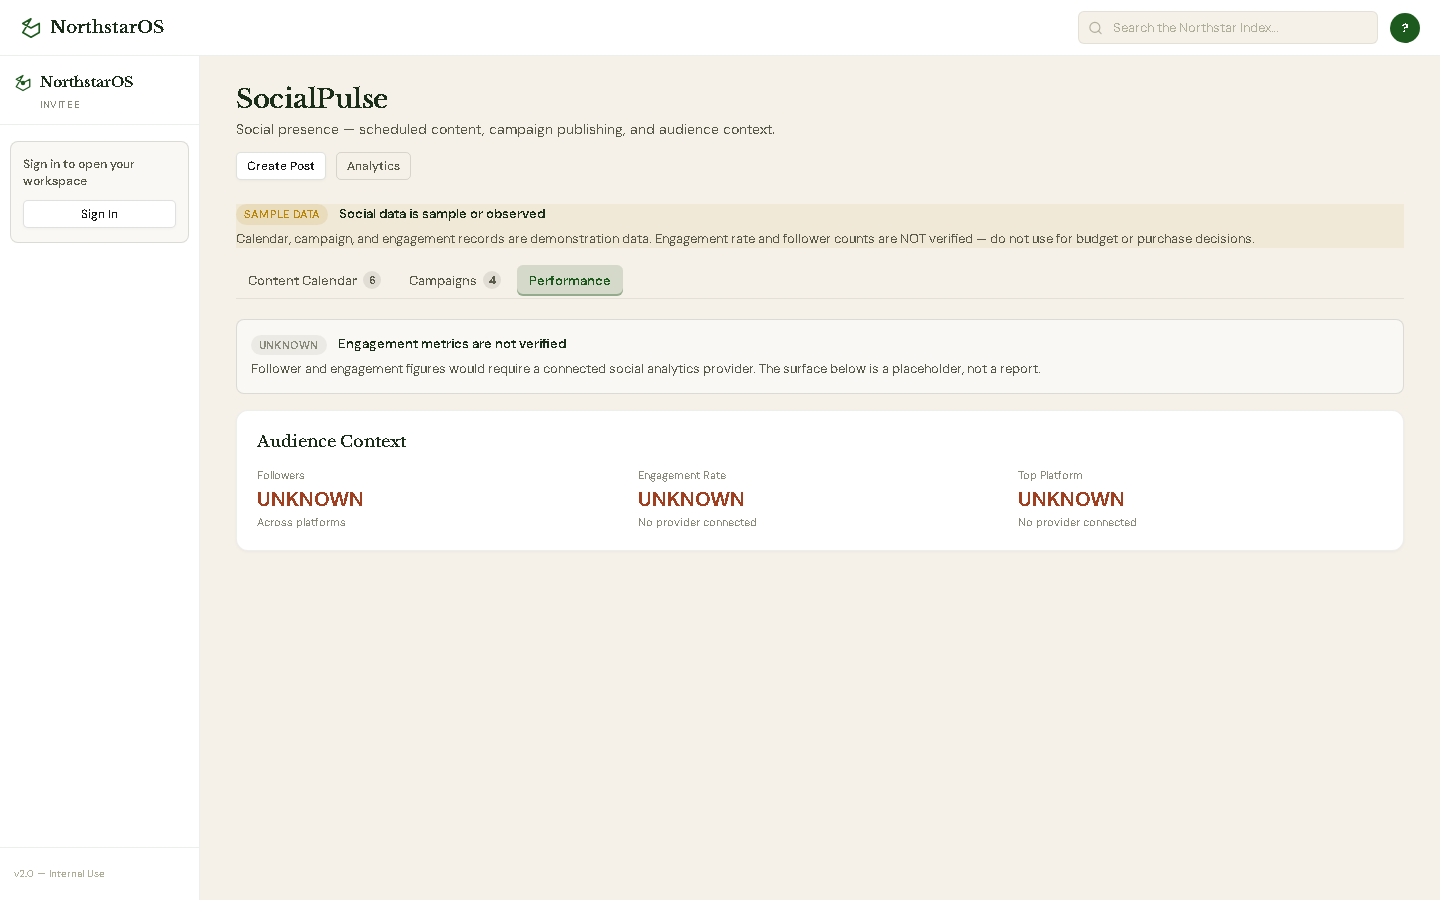 NorthstarOS
Search the Northstar Index...
?
NorthstarOS
INVITEE
Sign in to open your
workspace
Sign In
v2.0 — Internal Use
SocialPulse
Social presence — scheduled content, campaign publishing, and audience context.
Create Post
Analytics
SAMPLE DATA Social data is sample or observed
Calendar, campaign, and engagement records are demonstration data. Engagement rate and follower counts are NOT verified — do not use for budget or purchase decisions.
Content Calendar 6
Campaigns 4
Performance
UNKNOWN Engagement metrics are not verified
Follower and engagement figures would require a connected social analytics provider. The surface below is a placeholder, not a report.
Audience Context
Followers
UNKNOWN
Across platforms
Engagement Rate
UNKNOWN
No provider connected
Top Platform
UNKNOWN
No provider connected